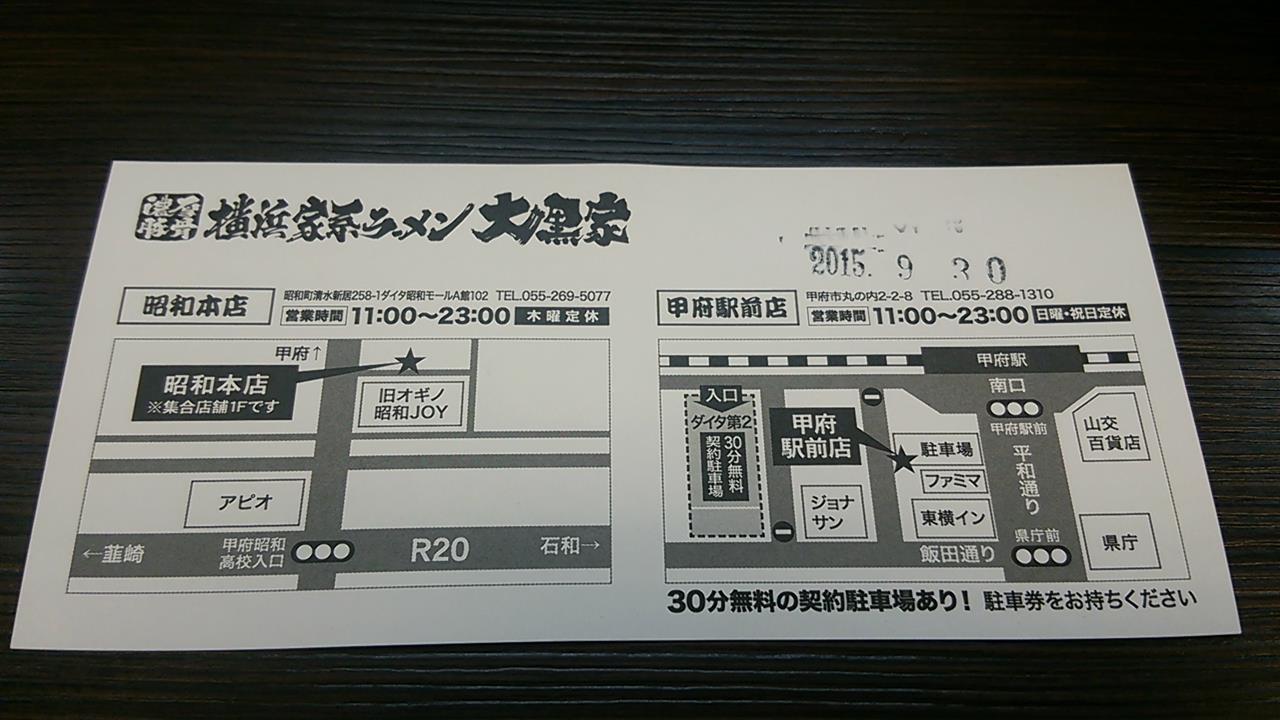 濃厚豚骨 横浜家系ラーメン 大黒家
2015. 9 30
昭和本店
昭和町清水新居258-1ダイタ昭和モールA館102 TEL.055-269-5077
営業時間 11:00〜23:00 木曜定休
甲府↑
昭和本店
※集合店舗1Fです
旧オギノ
昭和JOY
アピオ
←韮崎
甲府昭和
高校入口
R20
石和→
甲府駅前店
甲府市丸の内2-2-8 TEL.055-288-1310
営業時間 11:00〜23:00 日曜・祝日定休
甲府駅
南口
入口
ダイタ第2
30分無料
契約駐車場
甲府
駅前店
甲府駅前
山交
百貨店
駐車場
平和通り
ファミマ
ジョナ
サン
東横イン
県庁前
県庁
飯田通り
30分無料の契約駐車場あり! 駐車券をお持ちください